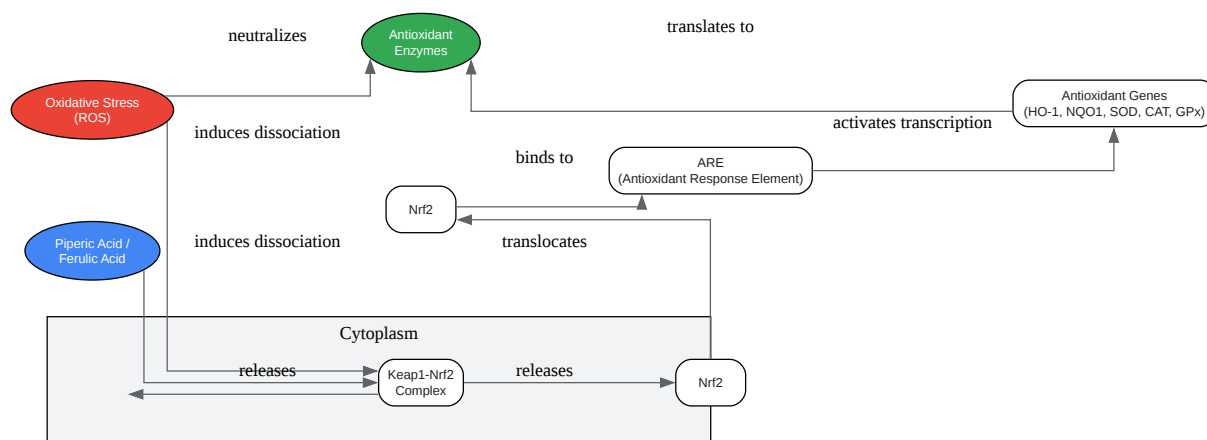 neutralizes
translates to
Antioxidant
Enzymes
Oxidative Stress
(ROS)
Antioxidant Genes
(HO-1, NQO1, SOD, CAT, GPx)
induces dissociation
activates transcription
binds to
ARE
(Antioxidant Response Element)
Nrf2
Piperic Acid /
Ferulic Acid
induces dissociation
translocates
Cytoplasm
releases
Keap1-Nrf2
Complex
releases
Nrf2